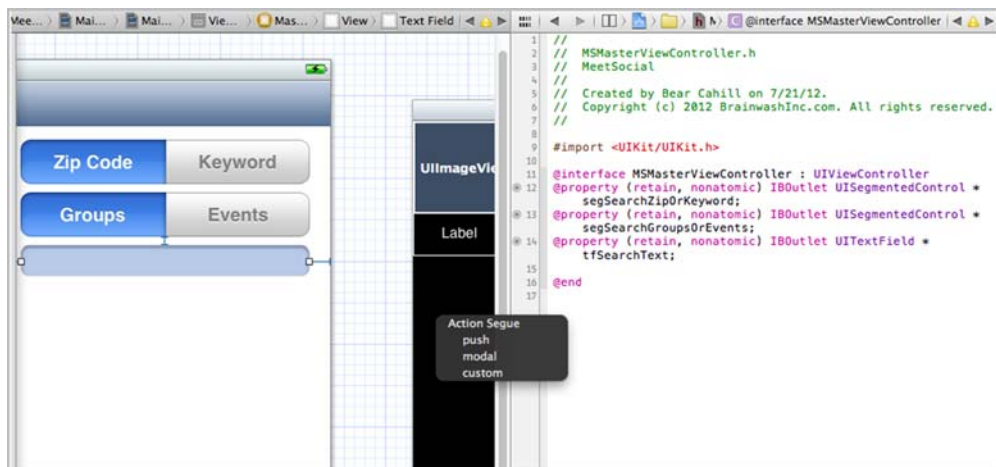 Mee... Mai... Mai... Vie... Mas... View Text Field
@interface MSMasterViewController
Zip Code Keyword
Groups Events
UIImageVie
Label
Action Segue
push
modal
custom
1 //
2 // MSMasterViewController.h
3 // MeetSocial
4 //
5 // Created by Bear Cahill on 7/21/12.
6 // Copyright (c) 2012 BrainwashInc.com. All rights reserved.
7 //
8
9 #import <UIKit/UIKit.h>
10
11 @interface MSMasterViewController : UIViewController
12 @property (retain, nonatomic) IBOutlet UISegmentedControl *
segSearchZipOrKeyword;
13 @property (retain, nonatomic) IBOutlet UISegmentedControl *
segSearchGroupsOrEvents;
14 @property (retain, nonatomic) IBOutlet UITextField *
tfSearchText;
15
16 @end
17